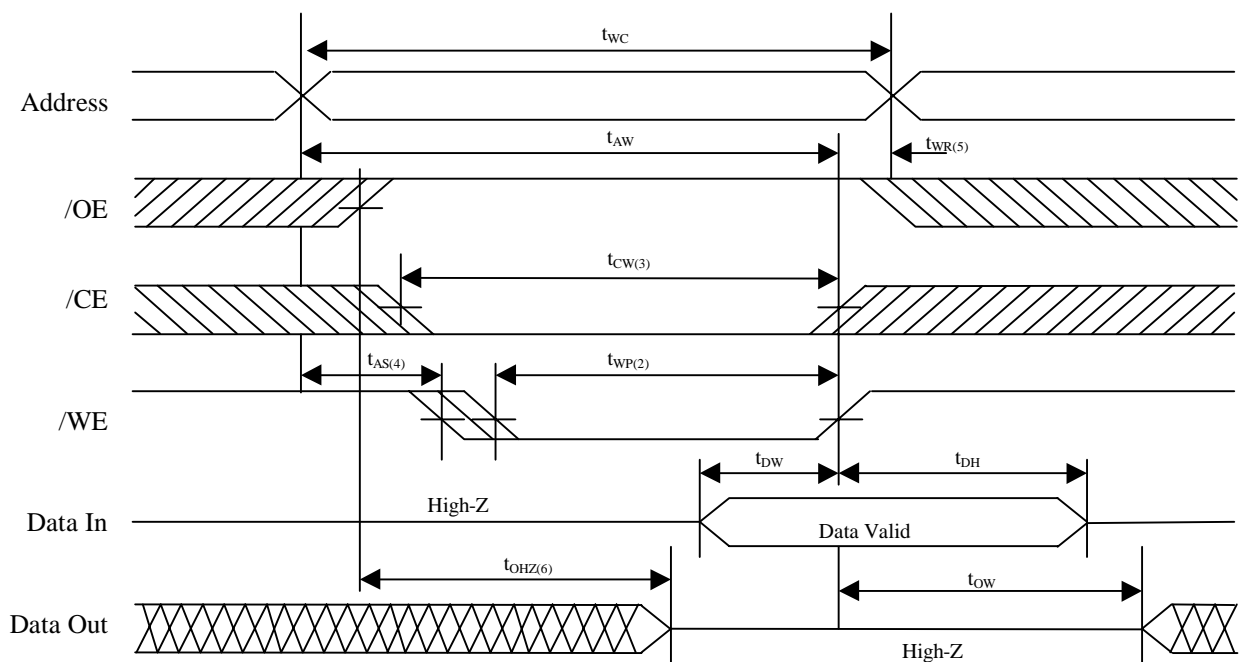 tWC
Address
tAW
tWR(5)
/OE
tCW(3)
/CE
tAS(4)
tWP(2)
/WE
tDW
tDH
High-Z
Data In
Data Valid
tOHZ(6)
tOW
Data Out
High-Z